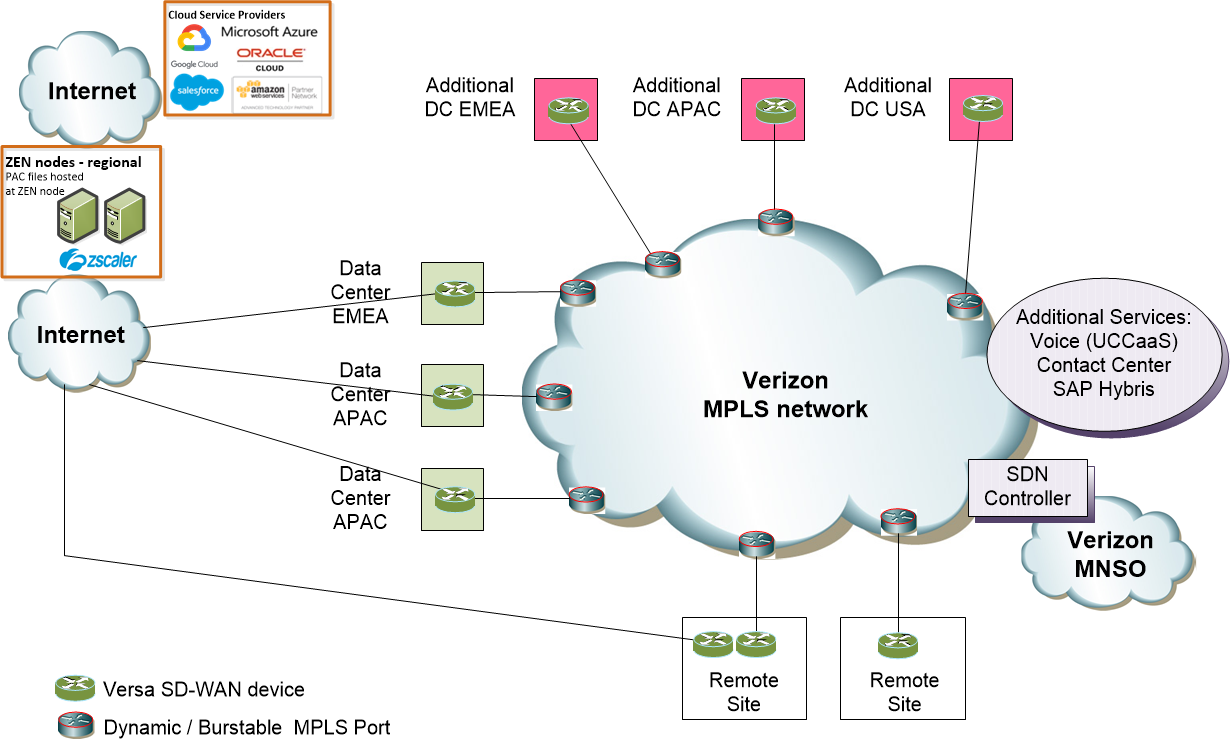 Cloud Service Providers
Microsoft Azure
Google Cloud
ORACLE
CLOUD
salesforce
amazon
web services
Partner
Network
ADVANCED TECHNOLOGY PARTNER
Internet
ZEN nodes - regional
PAC files hosted
at ZEN node
zscaler
Internet
Additional
DC EMEA
Additional
DC APAC
Additional
DC USA
Data
Center
EMEA
Data
Center
APAC
Data
Center
APAC
Verizon
MPLS network
Additional Services:
Voice (UCCaaS)
Contact Center
SAP Hybris
SDN
Controller
Verizon
MNSO
Remote
Site
Remote
Site
Versa SD-WAN device
Dynamic / Burstable MPLS Port